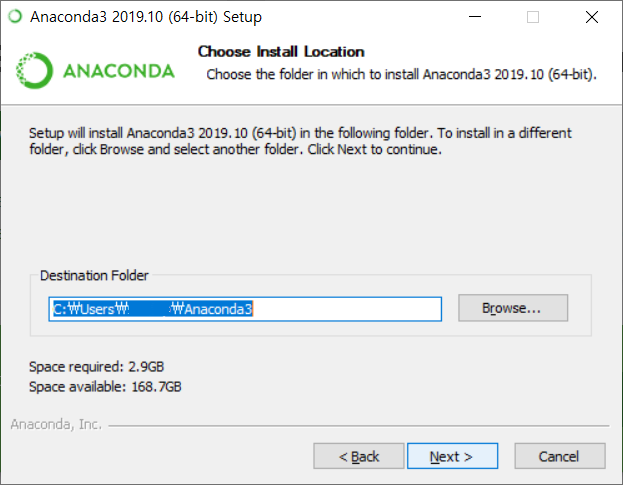 Anaconda3 2019.10 (64-bit) Setup
ANACONDA
Choose Install Location
Choose the folder in which to install Anaconda3 2019.10 (64-bit).
Setup will install Anaconda3 2019.10 (64-bit) in the following folder. To install in a different
folder, click Browse and select another folder. Click Next to continue.
Destination Folder
C:₩Users₩ ₩Anaconda3
Browse...
Space required: 2.9GB
Space available: 168.7GB
Anaconda, Inc.
< Back
Next >
Cancel